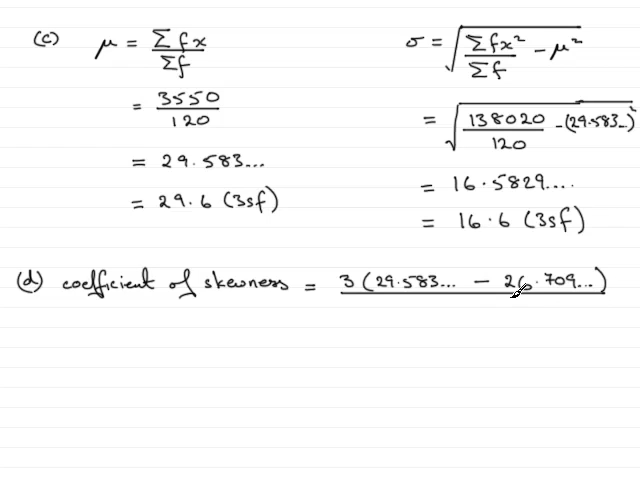 (c) μ = Σfx / Σf
= 3550 / 120
= 29.583...
= 29.6 (3sf)
σ = √(Σfx² / Σf − μ²)
= √(138020 / 120 − (29.583...)²)
= 16.5829....
= 16.6 (3sf)
(d) coefficient of skewness = 3(29.583... − 26.709...)